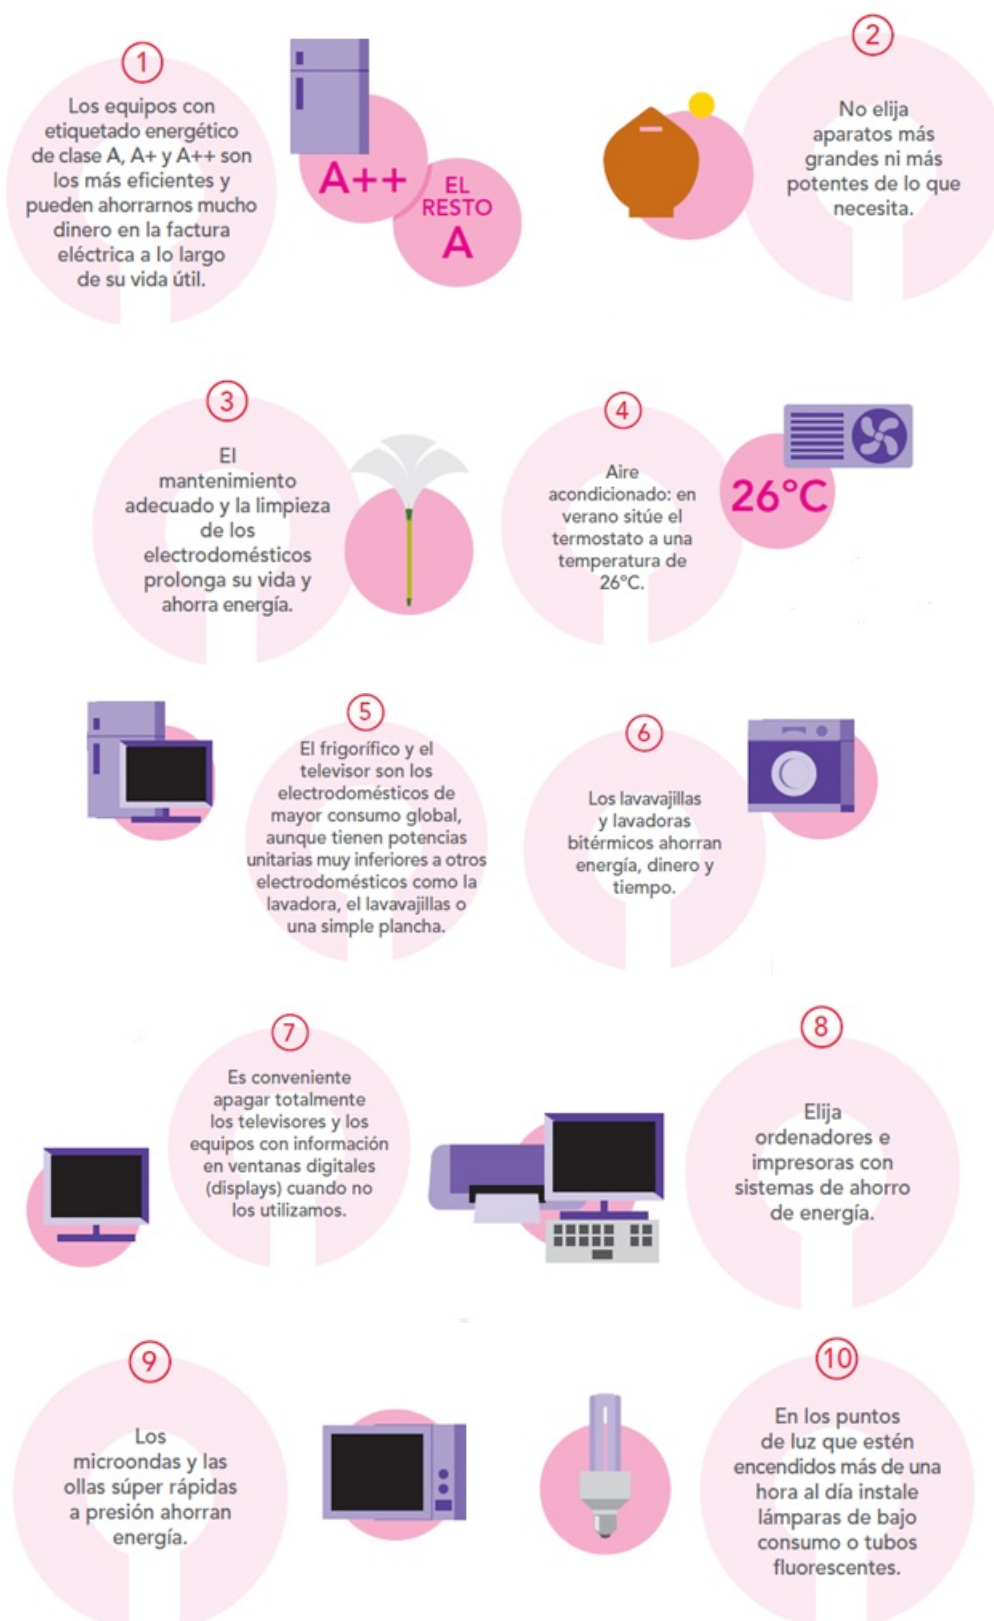 1
Los equipos con
etiquetado energético
de clase A, A+ y A++ son
los más eficientes y
pueden ahorrarnos mucho
dinero en la factura
eléctrica a lo largo
de su vida útil.
A++
EL
RESTO
A
2
No elija
aparatos más
grandes ni más
potentes de lo que
necesita.
3
El
mantenimiento
adecuado y la limpieza
de los
electrodomésticos
prolonga su vida y
ahorra energía.
4
Aire
acondicionado: en
verano sitúe el
termostato a una
temperatura de
26ºC.
26ºC
5
El frigorífico y el
televisor son los
electrodomésticos de
mayor consumo global,
aunque tienen potencias
unitarias muy inferiores a otros
electrodomésticos como la
lavadora, el lavavajillas o
una simple plancha.
6
Los lavavajillas
y lavadoras
bitérmicos ahorran
energía, dinero y
tiempo.
7
Es conveniente
apagar totalmente
los televisores y los
equipos con información
en ventanas digitales
(displays) cuando no
los utilizamos.
8
Elija
ordenadores e
impresoras con
sistemas de ahorro
de energía.
9
Los
microondas y las
ollas súper rápidas
a presión ahorran
energía.
10
En los puntos
de luz que estén
encendidos más de una
hora al día instale
lámparas de bajo
consumo o tubos
fluorescentes.